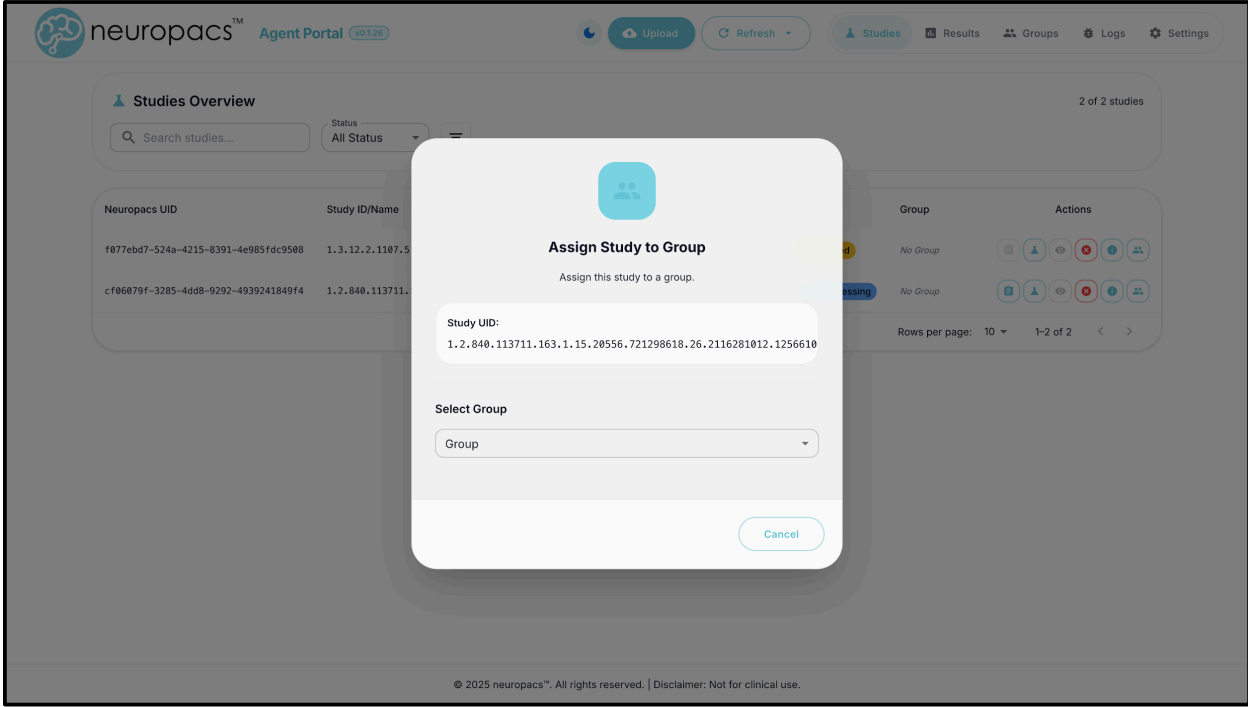 neuropacs™ Agent Portal v0.1.26 Upload Refresh Studies Results Groups Logs Settings
Studies Overview 2 of 2 studies
Search studies... Status All Status
Neuropacs UID Study ID/Name Group Actions
f077ebd7-524a-4215-8391-4e985fdc9508 1.3.12.2.1107.5 No Group
cf06079f-3285-4dd8-9292-4939241849f4 1.2.840.113711. essing No Group
Rows per page: 10 1–2 of 2
Assign Study to Group
Assign this study to a group.
Study UID:
1.2.840.113711.163.1.15.20556.721298618.26.2116281012.1256610
Select Group
Group
Cancel
© 2025 neuropacs™. All rights reserved. | Disclaimer: Not for clinical use.